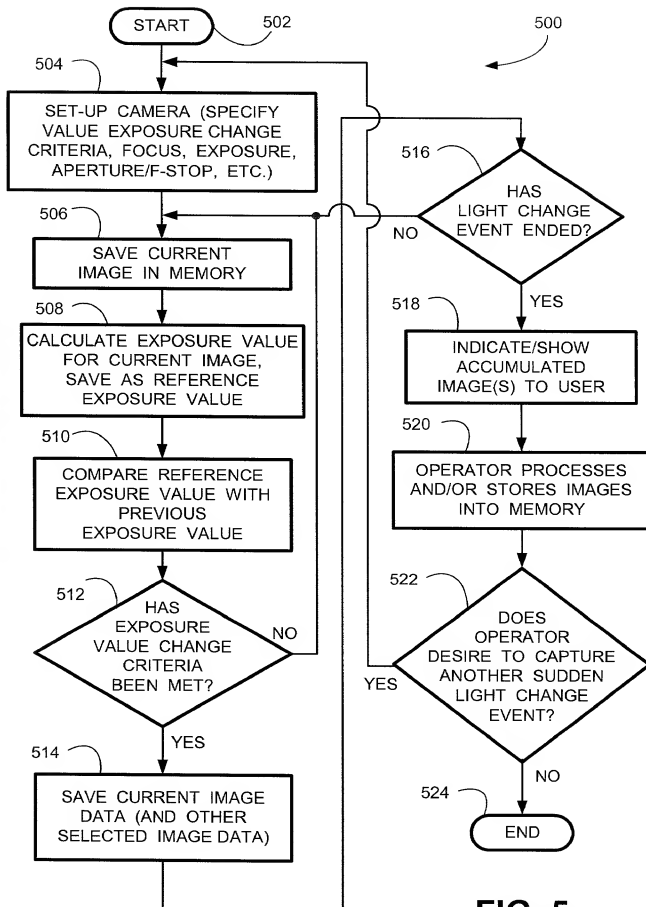 START
502
500
504
SET-UP CAMERA (SPECIFY
VALUE EXPOSURE CHANGE
CRITERIA, FOCUS, EXPOSURE,
APERTURE/F-STOP, ETC.)
506
SAVE CURRENT
IMAGE IN MEMORY
508
CALCULATE EXPOSURE VALUE
FOR CURRENT IMAGE,
SAVE AS REFERENCE
EXPOSURE VALUE
510
COMPARE REFERENCE
EXPOSURE VALUE WITH
PREVIOUS
EXPOSURE VALUE
512
HAS
EXPOSURE
VALUE CHANGE
CRITERIA
BEEN MET?
NO
YES
514
SAVE CURRENT IMAGE
DATA (AND OTHER
SELECTED IMAGE DATA)
516
HAS
LIGHT CHANGE
EVENT ENDED?
NO
YES
518
INDICATE/SHOW
ACCUMULATED
IMAGE(S) TO USER
520
OPERATOR PROCESSES
AND/OR STORES IMAGES
INTO MEMORY
522
DOES
OPERATOR
DESIRE TO CAPTURE
ANOTHER SUDDEN
LIGHT CHANGE
EVENT?
YES
NO
524
END
FIG. 5